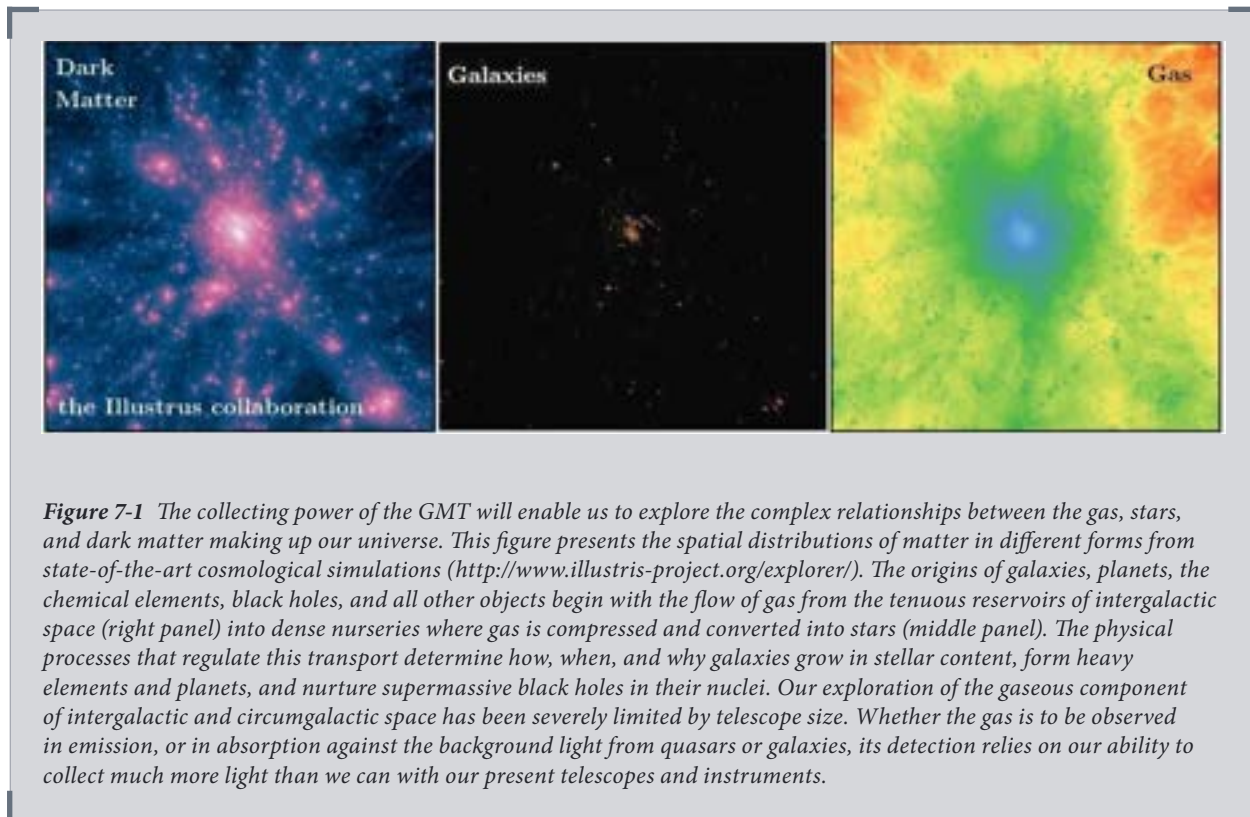 Dark
Matter
Galaxies
Gas
the Illustrus collaboration
Figure 7-1 The collecting power of the GMT will enable us to explore the complex relationships between the gas, stars,
and dark matter making up our universe. This figure presents the spatial distributions of matter in different forms from
state-of-the-art cosmological simulations (http://www.illustris-project.org/explorer/). The origins of galaxies, planets, the
chemical elements, black holes, and all other objects begin with the flow of gas from the tenuous reservoirs of intergalactic
space (right panel) into dense nurseries where gas is compressed and converted into stars (middle panel). The physical
processes that regulate this transport determine how, when, and why galaxies grow in stellar content, form heavy
elements and planets, and nurture supermassive black holes in their nuclei. Our exploration of the gaseous component
of intergalactic and circumgalactic space has been severely limited by telescope size. Whether the gas is to be observed
in emission, or in absorption against the background light from quasars or galaxies, its detection relies on our ability to
collect much more light than we can with our present telescopes and instruments.